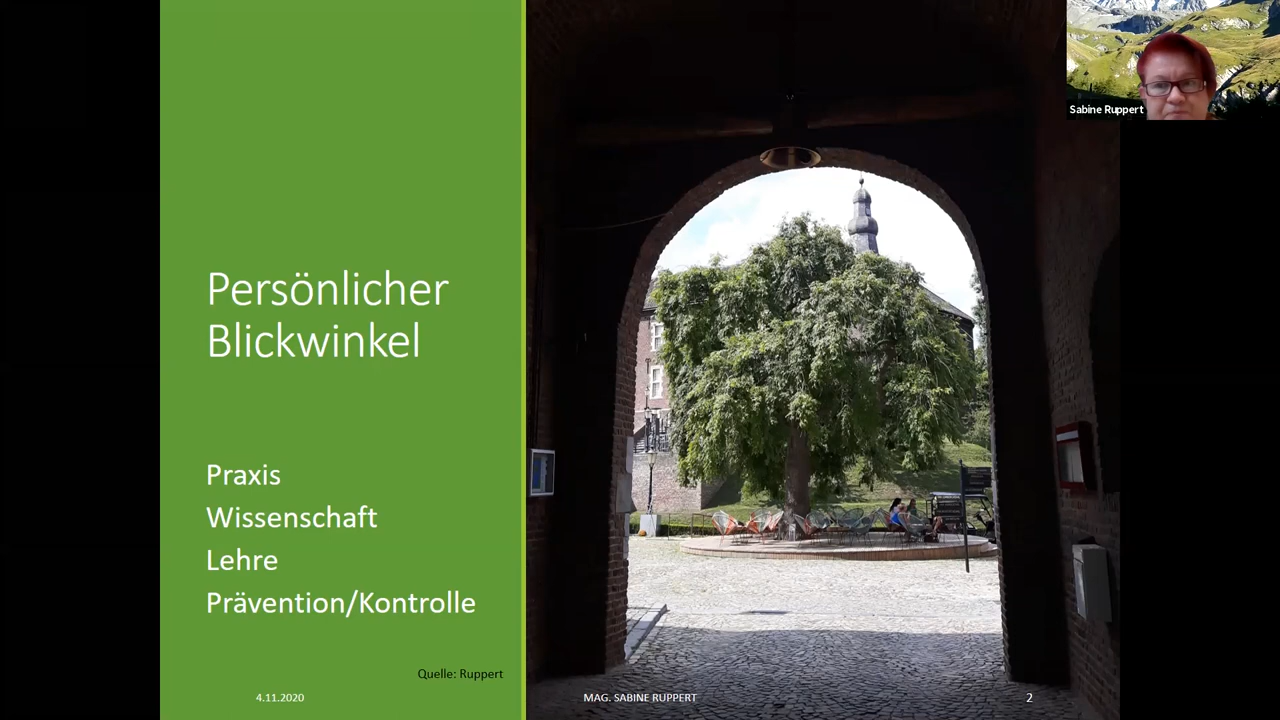 Persönlicher
Blickwinkel
Praxis
Wissenschaft
Lehre
Prävention/Kontrolle
Quelle: Ruppert
4.11.2020
MAG. SABINE RUPPERT
2
Sabine Ruppert